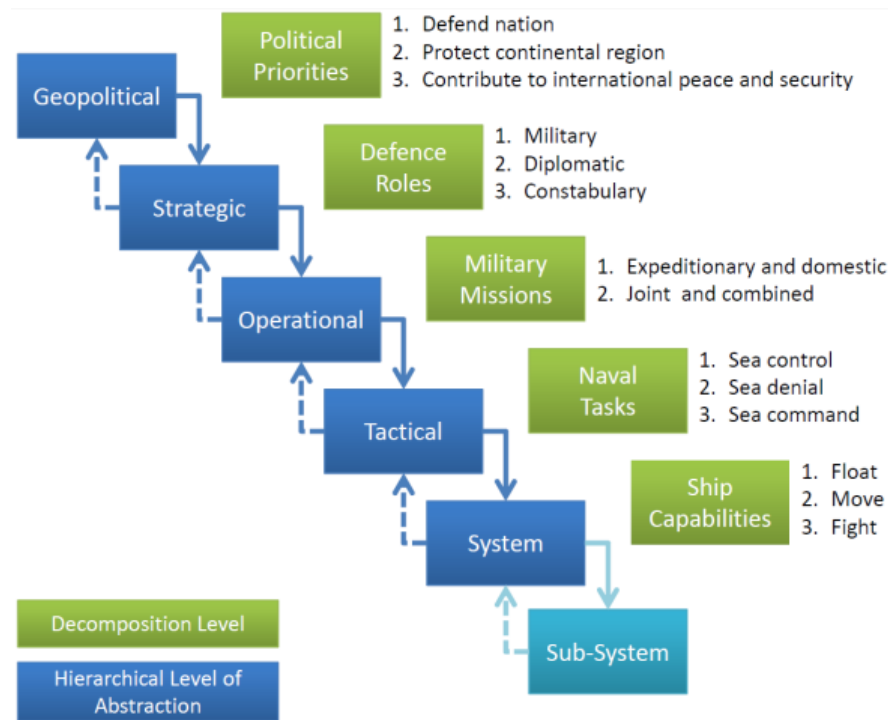 Political
Priorities
1. Defend nation
2. Protect continental region
3. Contribute to international peace and security
Geopolitical
Defence
Roles
1. Military
2. Diplomatic
3. Constabulary
Strategic
Military
Missions
1. Expeditionary and domestic
2. Joint and combined
Operational
Naval
Tasks
1. Sea control
2. Sea denial
3. Sea command
Tactical
Ship
Capabilities
1. Float
2. Move
3. Fight
System
Sub-System
Decomposition Level
Hierarchical Level of
Abstraction